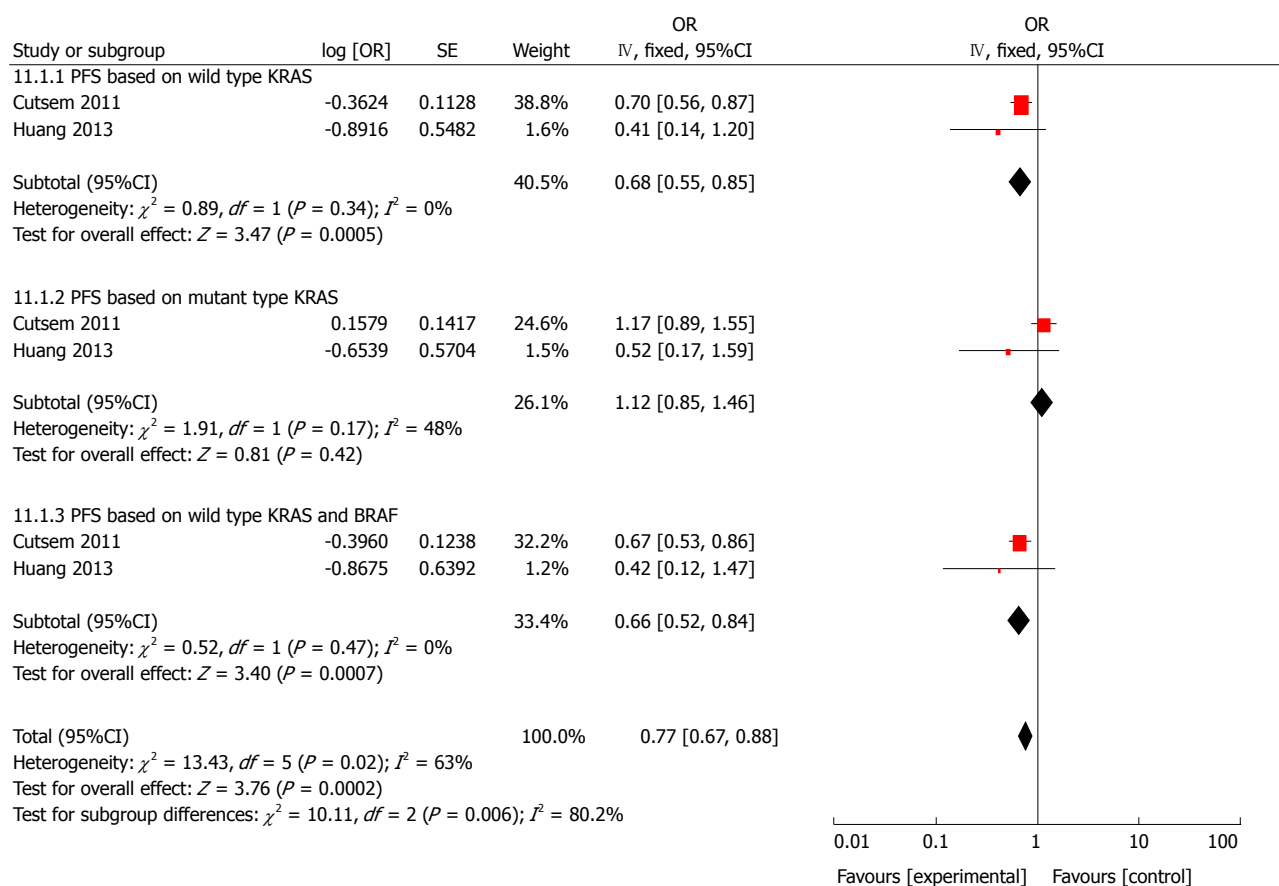 OR OR
Study or subgroup log [OR] SE Weight Ⅳ, fixed, 95%CI Ⅳ, fixed, 95%CI
11.1.1 PFS based on wild type KRAS
Cutsem 2011 -0.3624 0.1128 38.8% 0.70 [0.56, 0.87]
Huang 2013 -0.8916 0.5482 1.6% 0.41 [0.14, 1.20]
Subtotal (95%CI) 40.5% 0.68 [0.55, 0.85]
Heterogeneity: χ² = 0.89, df = 1 (P = 0.34); I² = 0%
Test for overall effect: Z = 3.47 (P = 0.0005)
11.1.2 PFS based on mutant type KRAS
Cutsem 2011 0.1579 0.1417 24.6% 1.17 [0.89, 1.55]
Huang 2013 -0.6539 0.5704 1.5% 0.52 [0.17, 1.59]
Subtotal (95%CI) 26.1% 1.12 [0.85, 1.46]
Heterogeneity: χ² = 1.91, df = 1 (P = 0.17); I² = 48%
Test for overall effect: Z = 0.81 (P = 0.42)
11.1.3 PFS based on wild type KRAS and BRAF
Cutsem 2011 -0.3960 0.1238 32.2% 0.67 [0.53, 0.86]
Huang 2013 -0.8675 0.6392 1.2% 0.42 [0.12, 1.47]
Subtotal (95%CI) 33.4% 0.66 [0.52, 0.84]
Heterogeneity: χ² = 0.52, df = 1 (P = 0.47); I² = 0%
Test for overall effect: Z = 3.40 (P = 0.0007)
Total (95%CI) 100.0% 0.77 [0.67, 0.88]
Heterogeneity: χ² = 13.43, df = 5 (P = 0.02); I² = 63%
Test for overall effect: Z = 3.76 (P = 0.0002)
Test for subgroup differences: χ² = 10.11, df = 2 (P = 0.006); I² = 80.2%
0.01 0.1 1 10 100
Favours [experimental] Favours [control]